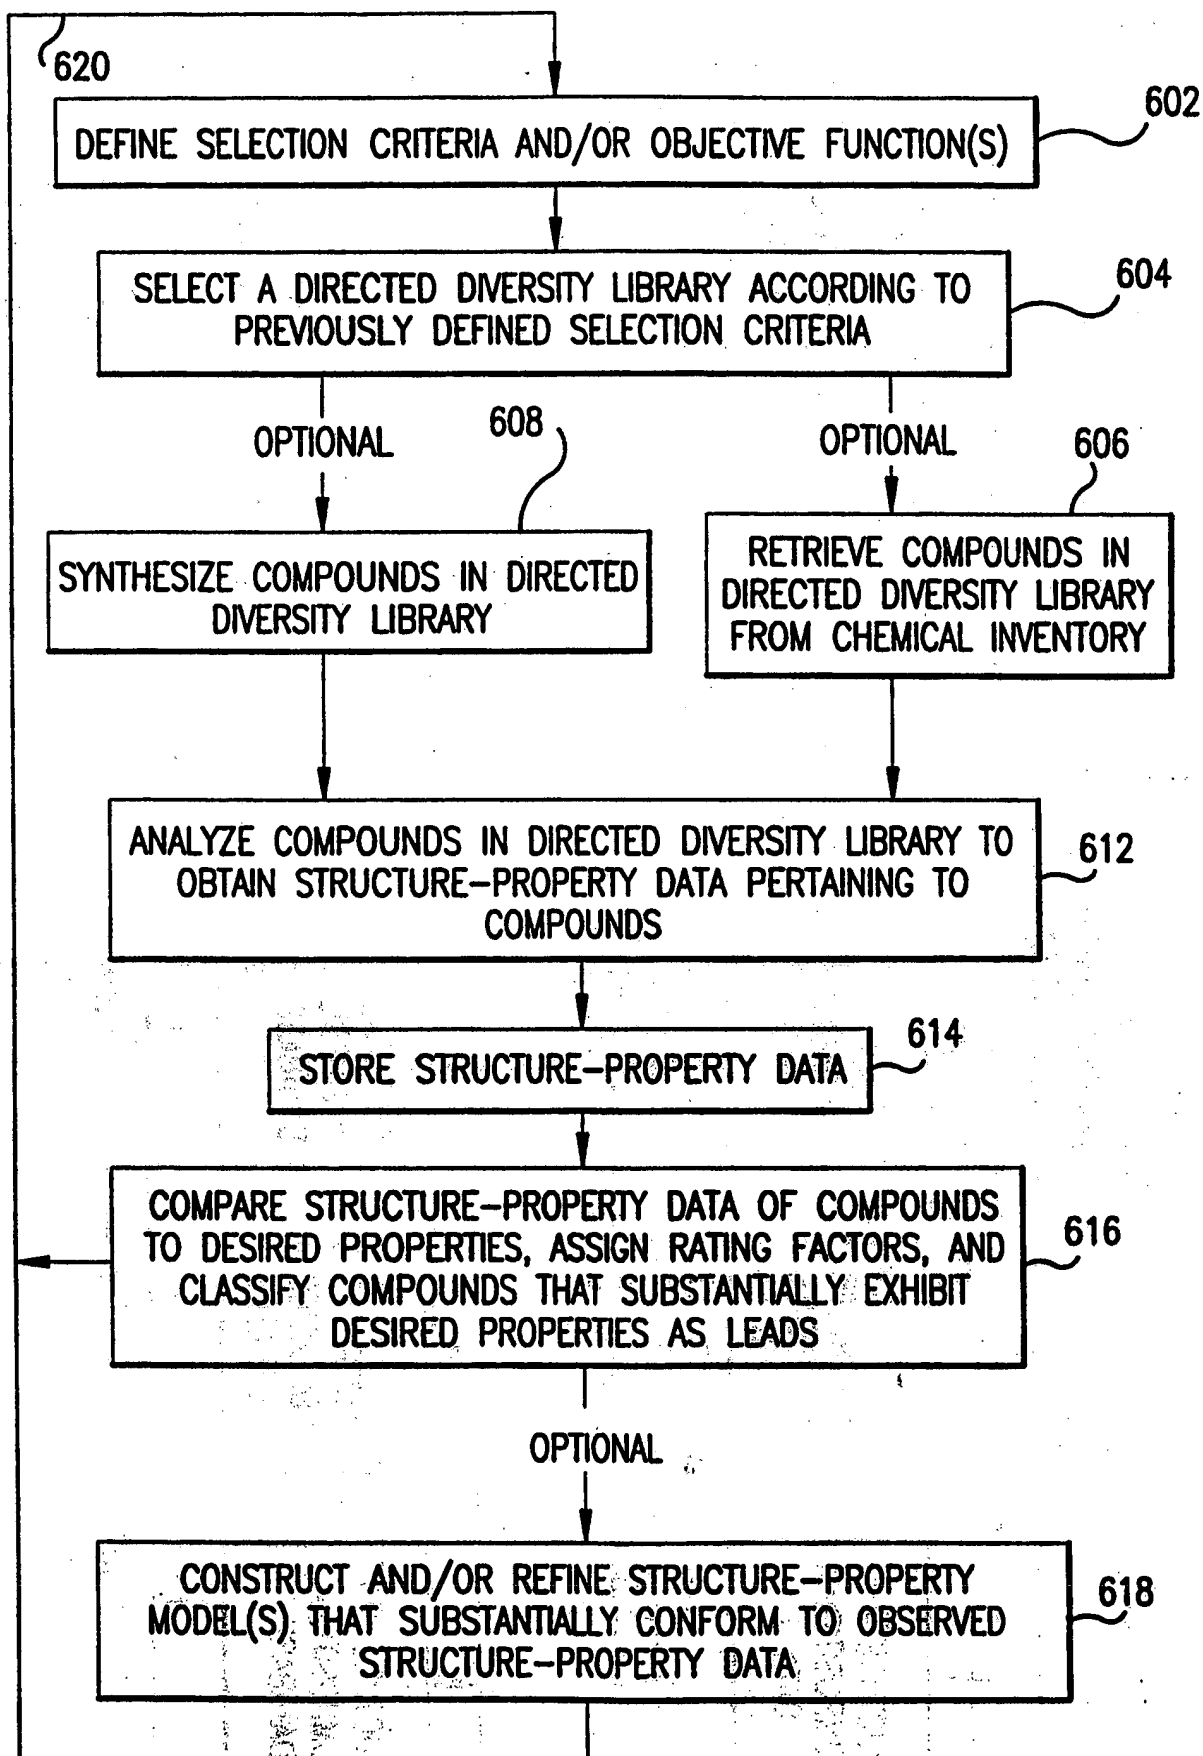 620
602
DEFINE SELECTION CRITERIA AND/OR OBJECTIVE FUNCTION(S)
604
SELECT A DIRECTED DIVERSITY LIBRARY ACCORDING TO
PREVIOUSLY DEFINED SELECTION CRITERIA
OPTIONAL
608
OPTIONAL
606
SYNTHESIZE COMPOUNDS IN DIRECTED
DIVERSITY LIBRARY
RETRIEVE COMPOUNDS IN
DIRECTED DIVERSITY LIBRARY
FROM CHEMICAL INVENTORY
ANALYZE COMPOUNDS IN DIRECTED DIVERSITY LIBRARY TO
OBTAIN STRUCTURE-PROPERTY DATA PERTAINING TO
COMPOUNDS
612
STORE STRUCTURE-PROPERTY DATA
614
COMPARE STRUCTURE-PROPERTY DATA OF COMPOUNDS
TO DESIRED PROPERTIES, ASSIGN RATING FACTORS, AND
CLASSIFY COMPOUNDS THAT SUBSTANTIALLY EXHIBIT
DESIRED PROPERTIES AS LEADS
616
OPTIONAL
CONSTRUCT AND/OR REFINE STRUCTURE-PROPERTY
MODEL(S) THAT SUBSTANTIALLY CONFORM TO OBSERVED
STRUCTURE-PROPERTY DATA
618